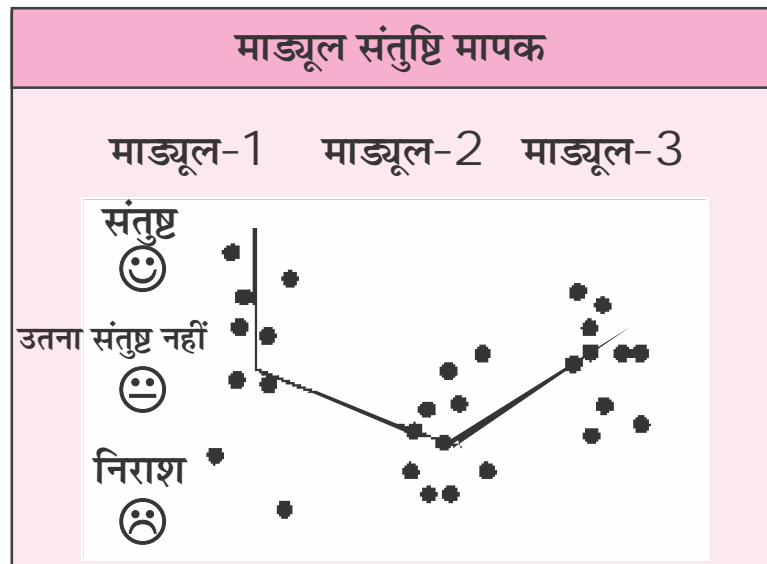 माड्यूल संतुष्टि मापक
माड्यूल-1 माड्यूल-2 माड्यूल-3
संतुष्ट
उतना संतुष्ट नहीं
निराश